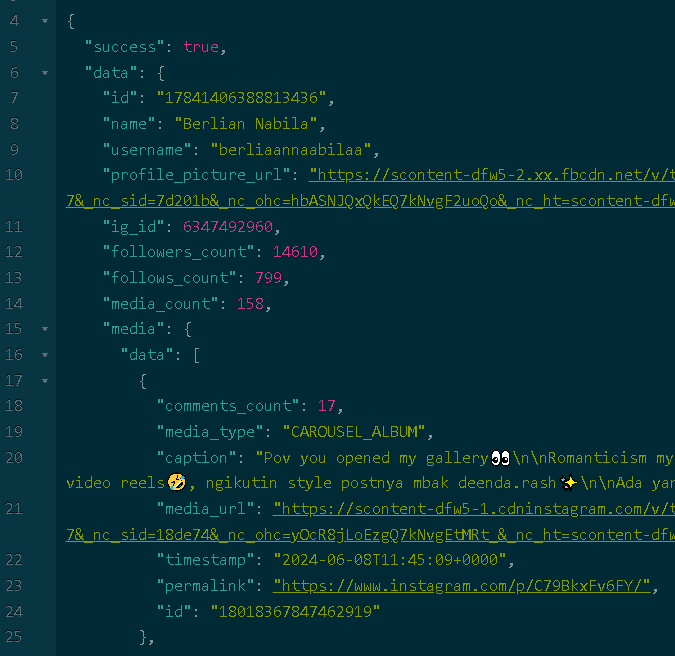 4 {
5 "success": true,
6 "data": {
7 "id": "17841406388813436",
8 "name": "Berlian Nabila",
9 "username": "berliaannaabilaa",
10 "profile_picture_url": "https://scontent-dfw5-2.xx.fbcdn.net/v/t
7&_nc_sid=7d201b&_nc_ohc=hbASNJQxQkEQ7kNvgF2uoQo&_nc_ht=scontent-dfw
11 "ig_id": 6347492960,
12 "followers_count": 14610,
13 "follows_count": 799,
14 "media_count": 158,
15 "media": {
16 "data": [
17 {
18 "comments_count": 17,
19 "media_type": "CAROUSEL_ALBUM",
20 "caption": "Pov you opened my gallery👀\n\nRomanticism my
video reels🤣, ngikutin style postnya mbak deenda.rash✨\n\nAda yan
21 "media_url": "https://scontent-dfw5-1.cdninstagram.com/v/t
7&_nc_sid=18de74&_nc_ohc=yOcR8jLoEzgQ7kNvgEtMRt_&_nc_ht=scontent-dfw
22 "timestamp": "2024-06-08T11:45:09+0000",
23 "permalink": "https://www.instagram.com/p/C79BkxFv6FY/",
24 "id": "18018367847462919"
25 },